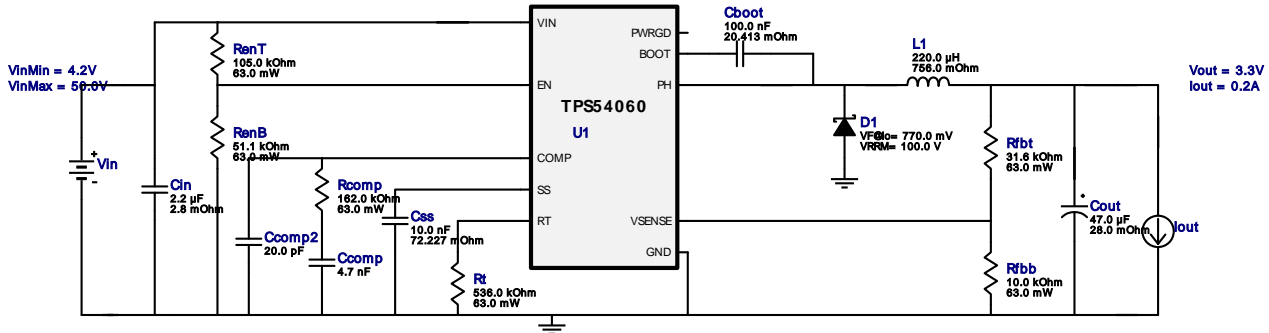 VinMin = 4.2V
VinMax = 50.0V
Vin
Cin
2.2 µF
2.8 mOhm
RenT
105.0 kOhm
63.0 mW
RenB
51.1 kOhm
63.0 mW
Ccomp2
20.0 pF
Rcomp
162.0 kOhm
63.0 mW
Ccomp
4.7 nF
Css
10.0 nF
72.227 mOhm
Rt
536.0 kOhm
63.0 mW
VIN
EN
COMP
SS
RT
TPS54060
U1
PWRGD
BOOT
PH
VSENSE
GND
Cboot
100.0 nF
20.413 mOhm
D1
= 770.0 mV
VRRM= 100.0 V
L1
220.0 µH
756.0 mOhm
Rfbt
31.6 kOhm
63.0 mW
Rfbb
10.0 kOhm
63.0 mW
Cout
47.0 µF
28.0 mOhm
Iout
Vout = 3.3V
Iout = 0.2A